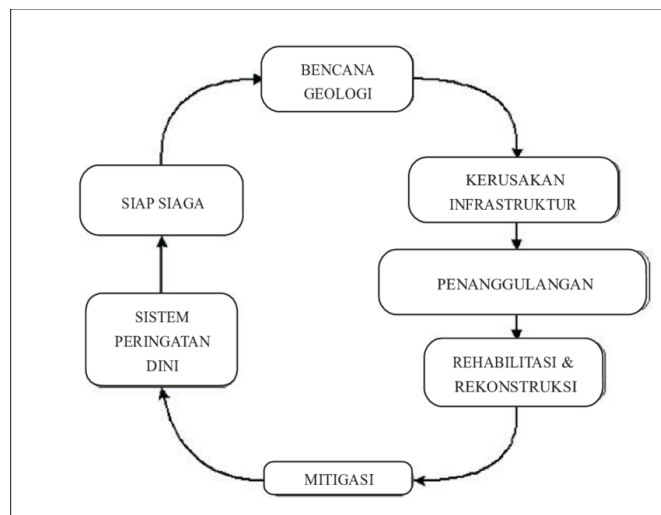 BENCANA
GEOLOGI
KERUSAKAN
INFRASTRUKTUR
PENANGGULANGAN
REHABILITASI &
REKONSTRUKSI
MITIGASI
SISTEM
PERINGATAN
DINI
SIAP SIAGA